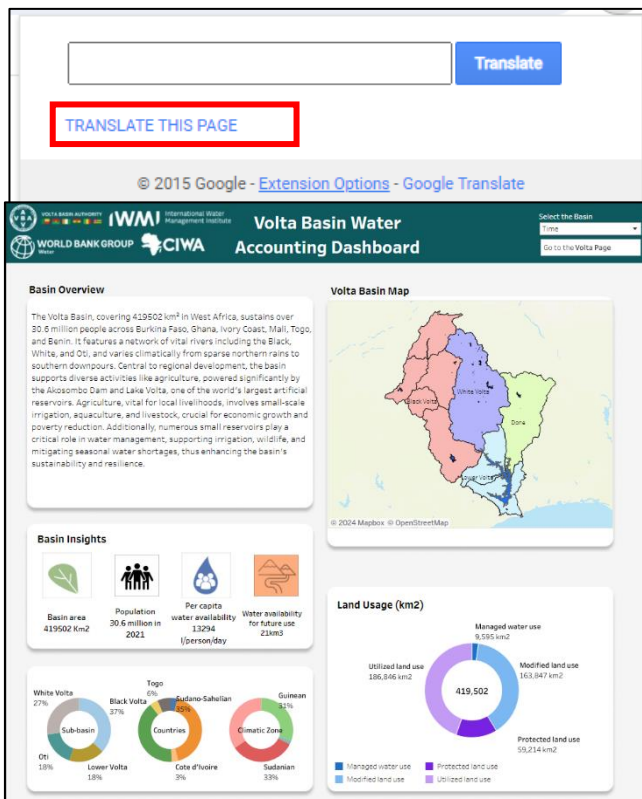 Translate
TRANSLATE THIS PAGE
© 2015 Google - Extension Options - Google Translate
VOLTA BASIN AUTHORITY
IWMI
International Water
Management Institute
WORLD BANK GROUP
Water
CIWA
Volta Basin Water
Accounting Dashboard
Select the Basin
Time
Go to the Volta Page
Basin Overview
The Volta Basin, covering 419502 km² in West Africa, sustains over
30.6 million people across Burkina Faso, Ghana, Ivory Coast, Mali, Togo,
and Benin. It features a network of vital rivers including the Black,
White, and Oti, and varies climatically from sparse northern rains to
southern downpours. Central to regional development, the basin
supports diverse activities like agriculture, powered significantly by
the Akosombo Dam and Lake Volta, one of the world's largest artificial
reservoirs. Agriculture, vital for local livelihoods, involves small-scale
irrigation, aquaculture, and livestock, crucial for economic growth and
poverty reduction. Additionally, numerous small reservoirs play a
critical role in water management, supporting irrigation, wildlife, and
mitigating seasonal water shortages, thus enhancing the basin's
sustainability and resilience.
Volta Basin Map
Black Volta
White Volta
Lower Volta
© 2024 Mapbox © OpenStreetMap
Basin Insights
Basin area
419502 Km2
Population
30.6 million in
2021
Per capita
water availability
13294
l/person/day
Water availability
for future use
21km3
White Volta
27%
Black Volta
37%
Sub-basin
Oti
18%
Lower Volta
18%
Togo
6%
Countries
Cote d'Ivoire
3%
Sudano-Sahelian
35%
Guinean
31%
Climatic Zone
Sudanian
33%
Land Usage (km2)
Managed water use
9,595 km2
Utilized land use
186,846 km2
Modified land use
163,847 km2
419,502
Protected land use
59,214 km2
Managed water use
Protected land use
Modified land use
Utilized land use